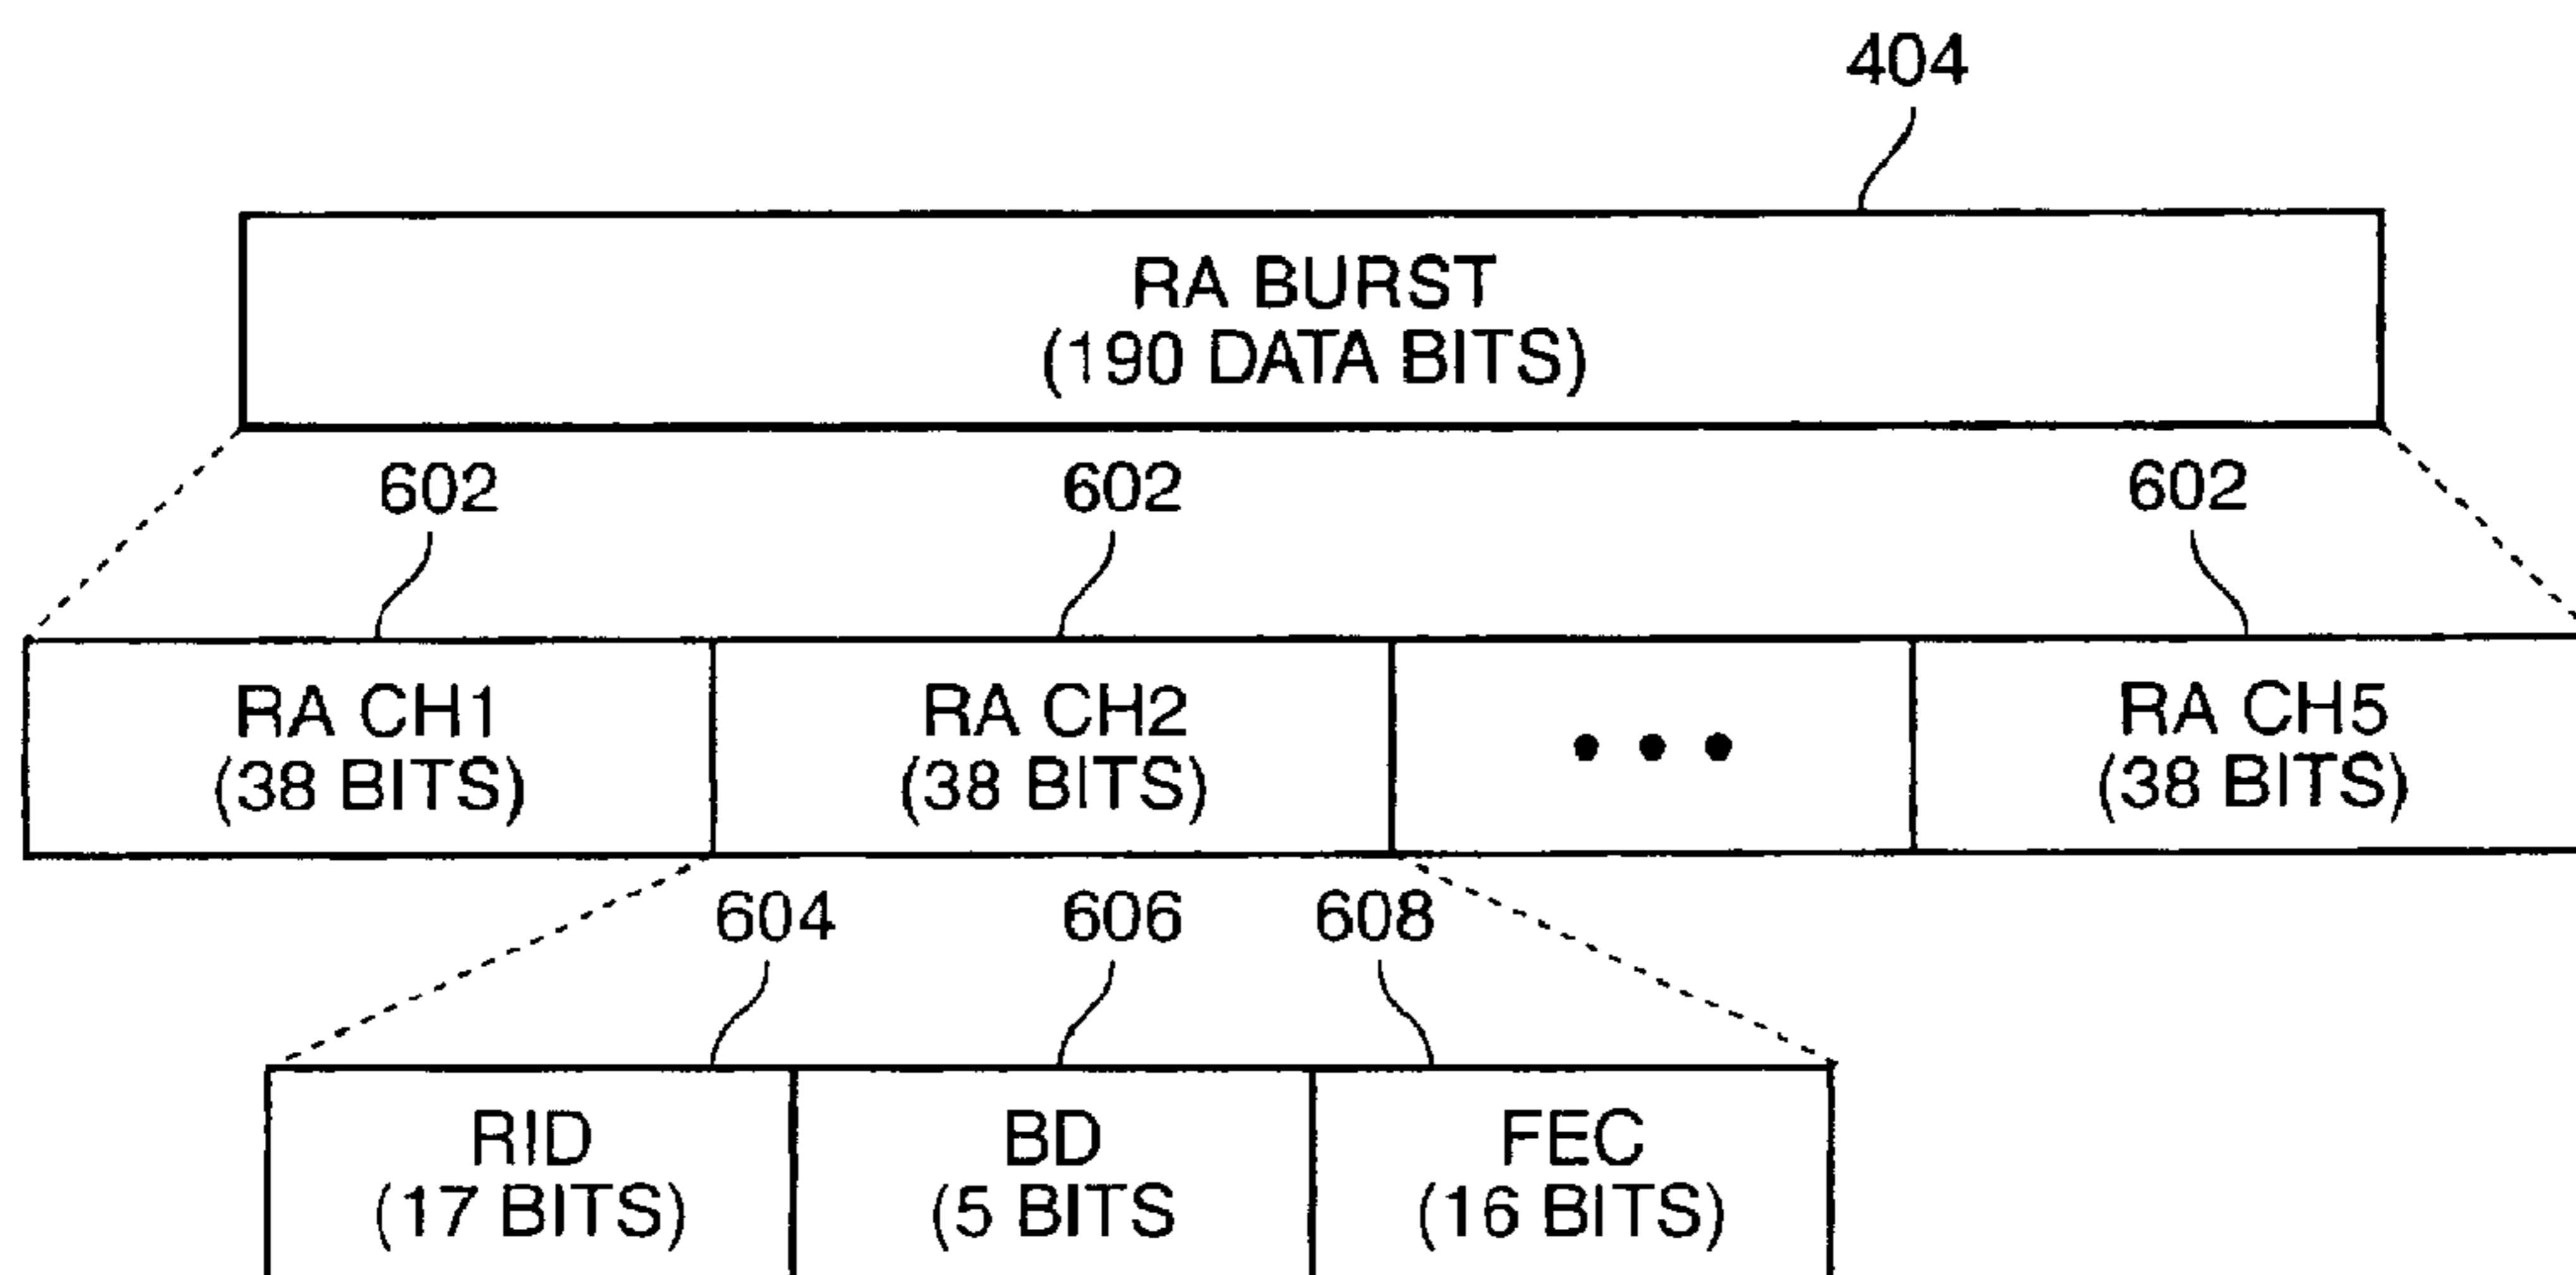 404
RA BURST
(190 DATA BITS)
602
602
602
RA CH1
(38 BITS)
RA CH2
(38 BITS)
• • •
RA CH5
(38 BITS)
604
606
608
RID
(17 BITS)
BD
(5 BITS
FEC
(16 BITS)